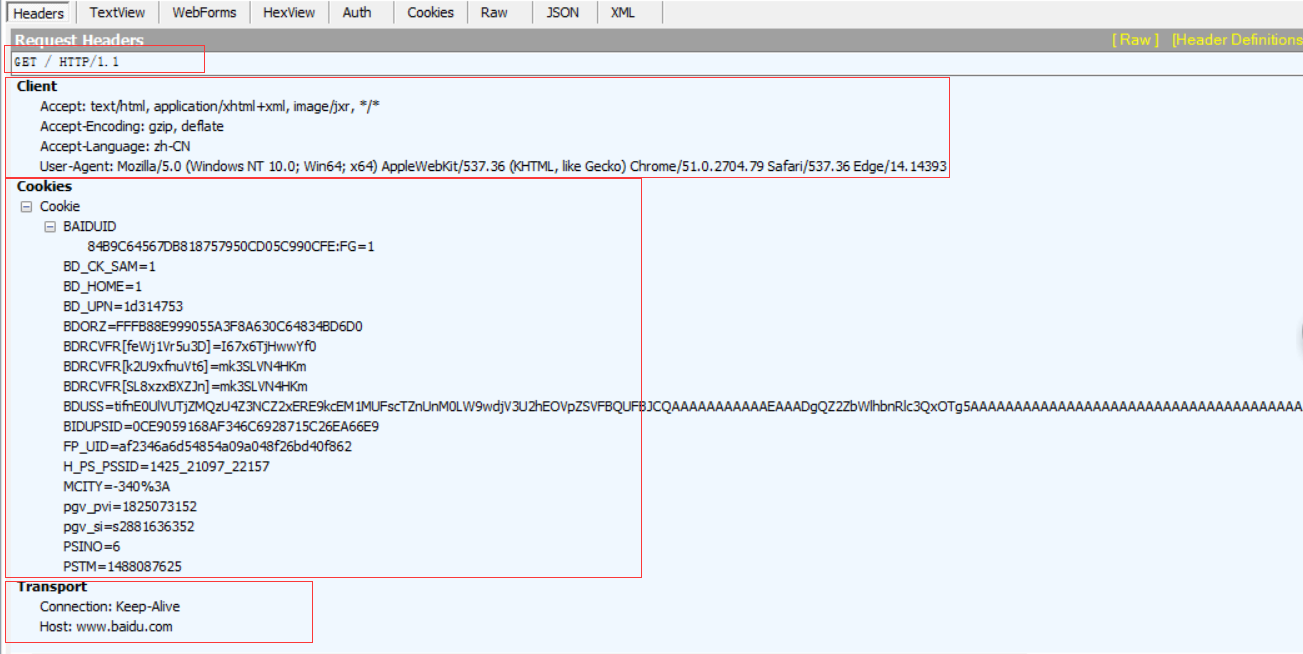 Headers TextView WebForms HexView Auth Cookies Raw JSON XML
Request Headers [ Raw ] [Header Definitions
GET / HTTP/1.1
Client
Accept: text/html, application/xhtml+xml, image/jxr, */*
Accept-Encoding: gzip, deflate
Accept-Language: zh-CN
User-Agent: Mozilla/5.0 (Windows NT 10.0; Win64; x64) AppleWebKit/537.36 (KHTML, like Gecko) Chrome/51.0.2704.79 Safari/537.36 Edge/14.14393
Cookies
Cookie
BAIDUID
84B9C64567DB818757950CD05C990CFE:FG=1
BD_CK_SAM=1
BD_HOME=1
BD_UPN=1d314753
BDORZ=FFFB88E999055A3F8A630C64834BD6D0
BDRCVFR[feWj1Vr5u3D]=I67x6TjHwwYf0
BDRCVFR[k2U9xfnuVt6]=mk3SLVN4HKm
BDRCVFR[SL8xzxBXZJn]=mk3SLVN4HKm
BIDUPSID=0CE9059168AF346C6928715C26EA66E9
FP_UID=af2346a6d54854a09a048f26bd40f862
H_PS_PSSID=1425_21097_22157
MCITY=-340%3A
pgv_pvi=1825073152
pgv_si=s2881636352
PSINO=6
PSTM=1488087625
Transport
Connection: Keep-Alive
Host: www.baidu.com